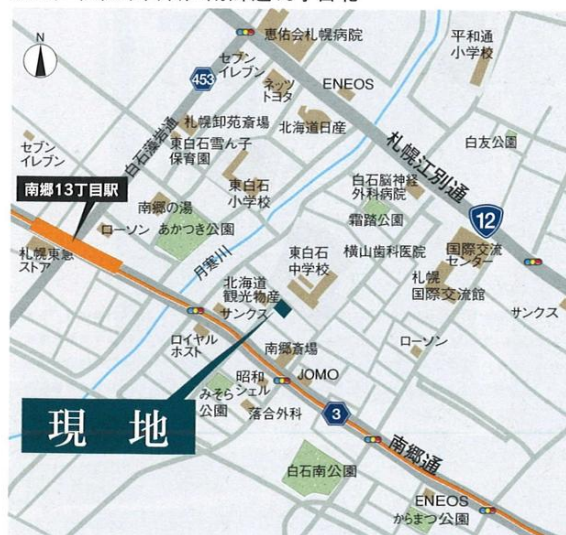 恵佑会札幌病院
平和通
小学校
N
セブン
イレブン
453
ネッツ
トヨタ
ENEOS
札幌卸苑斎場
北海道日産
札幌江別通
白友公園
セブン
イレブン
白石藻岩通
東白石雪ん子
保育園
東白石
小学校
白石脳神経
外科病院
南郷13丁目駅
南郷の湯
霜踏公園
12
ローソン
あかつき公園
札幌東急
ストア
月寒川
東白石
中学校
横山歯科医院
国際交流
センター
北海道
観光物産
札幌
国際交流館
サンクス
サンクス
ロイヤル
ホスト
南郷斎場
ローソン
昭和
シェル
JOMO
みそら
公園
現 地
落合外科
3
南郷通
白石南公園
ENEOS
からまつ公園